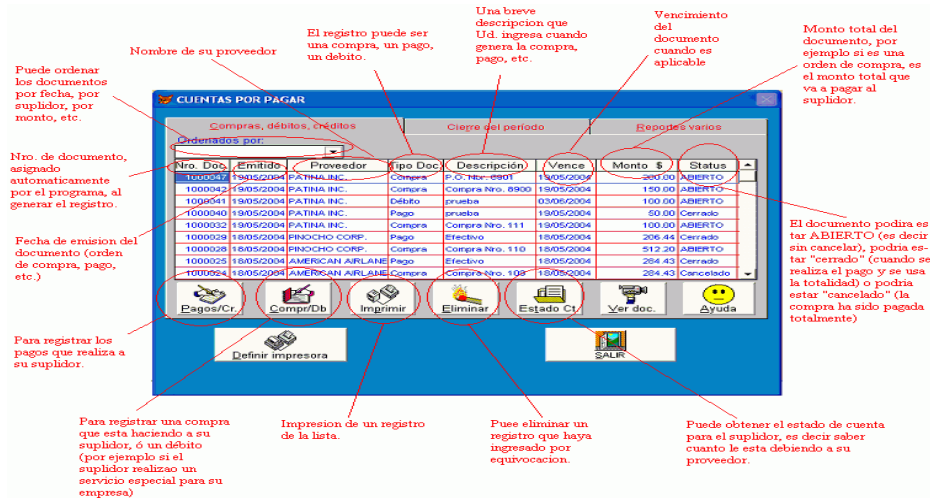 Una breve
descripcion que
Ud. ingresa cuando
genera la compra,
pago, etc.
Vencimiento
del
documento
cuando es
aplicable
El registro puede ser
una compra, un pago,
un debito.
Monto total del
documento, por
ejemplo si es una
orden de compra, es
el monto total que
va a pagar al
suplidor.
Nombre de su proveedor
Puede ordenar
los documentos
por fecha, por
suplidor, por
monto, etc.
CUENTAS POR PAGAR
Compras, débitos, créditos
Cierre del período
Reportes varios
Ordenados por:
Nro. Doc. Emitido Proveedor Tipo Doc. Descripción Vence Monto $ Status
1000047 19/05/2004 PATINA INC. Compra P.O. Nbr. 8901 19/05/2004 200.00 ABIERTO
1000042 19/05/2004 PATINA INC. Compra Compra Nro. 8900 19/05/2004 150.00 ABIERTO
1000041 19/05/2004 PATINA INC. Débito prueba 03/06/2004 100.00 ABIERTO
1000040 19/05/2004 PATINA INC. Pago prueba 19/05/2004 50.00 Cerrado
1000032 19/05/2004 PATINA INC. Compra Compra Nro. 111 19/05/2004 100.00 ABIERTO
1000029 18/05/2004 PINOCHO CORP. Pago Efectivo 18/05/2004 206.44 Cerrado
1000028 18/05/2004 PINOCHO CORP. Compra Compra Nro. 110 18/05/2004 512.20 ABIERTO
1000025 18/05/2004 AMERICAN AIRLANE Pago Efectivo 18/05/2004 284.43 Cerrado
1000024 18/05/2004 AMERICAN AIRLANE Compra Compra Nro. 108 18/05/2004 284.43 Cancelado
Pagos/Cr. Compr/Db Imprimir Eliminar Estado Ct. Ver doc. Ayuda
Definir impresora
SALIR
Nro. de documento,
asignado
automaticamente
por el programa, al
generar el registro.
Fecha de emision del
documento (orden
de compra, pago,
etc.)
El documento podira es-
tar ABIERTO (es decir
sin cancelar), podria es-
tar "cerrado" (cuando se
realiza el pago y se usa
la totalidad) o podria
estar "cancelado" (la
compra ha sido pagada
totalmente)
Para registrar los
pagos que realiza a
su suplidor.
Para registrar una compra
que esta haciendo a su
suplidor, ó un débito
(por ejemplo si el
suplidor realizao un
servicio especial para su
empresa)
Impresion de un registro
de la lista.
Puee eliminar un
registro que haya
ingresado por
equivocacion.
Puede obtener el estado de cuenta
para el suplidor, es decir saber
cuanto le esta debiendo a su
proveedor.